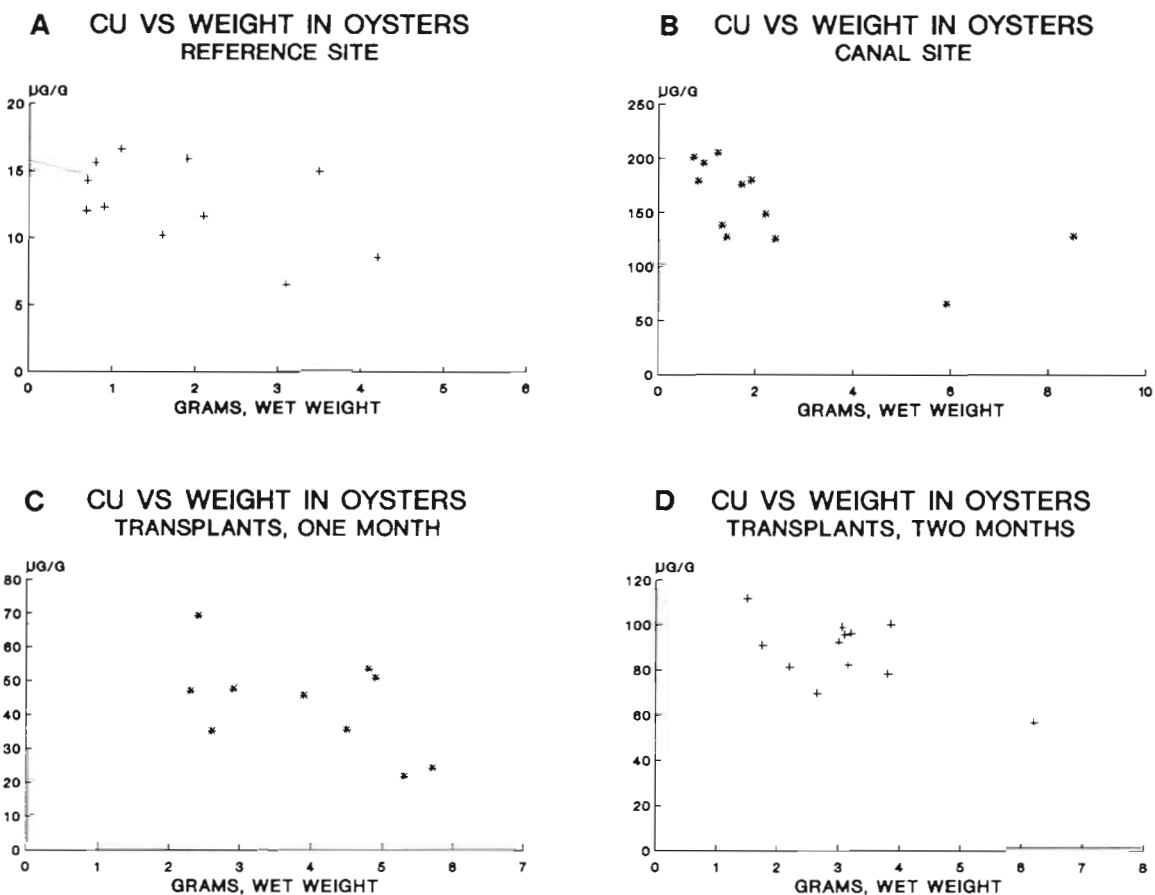 A CU VS WEIGHT IN OYSTERS
REFERENCE SITE
µG/G
20
15
10
5
0
0 1 2 3 4 5 6
GRAMS, WET WEIGHT
B CU VS WEIGHT IN OYSTERS
CANAL SITE
µG/G
250
200
150
100
50
0
0 2 4 6 8 10
GRAMS, WET WEIGHT
C CU VS WEIGHT IN OYSTERS
TRANSPLANTS, ONE MONTH
µG/G
80
70
60
50
40
30
20
10
0
0 1 2 3 4 5 6 7
GRAMS, WET WEIGHT
D CU VS WEIGHT IN OYSTERS
TRANSPLANTS, TWO MONTHS
µG/G
120
100
80
60
40
20
0
0 1 2 3 4 5 6 7 8
GRAMS, WET WEIGHT